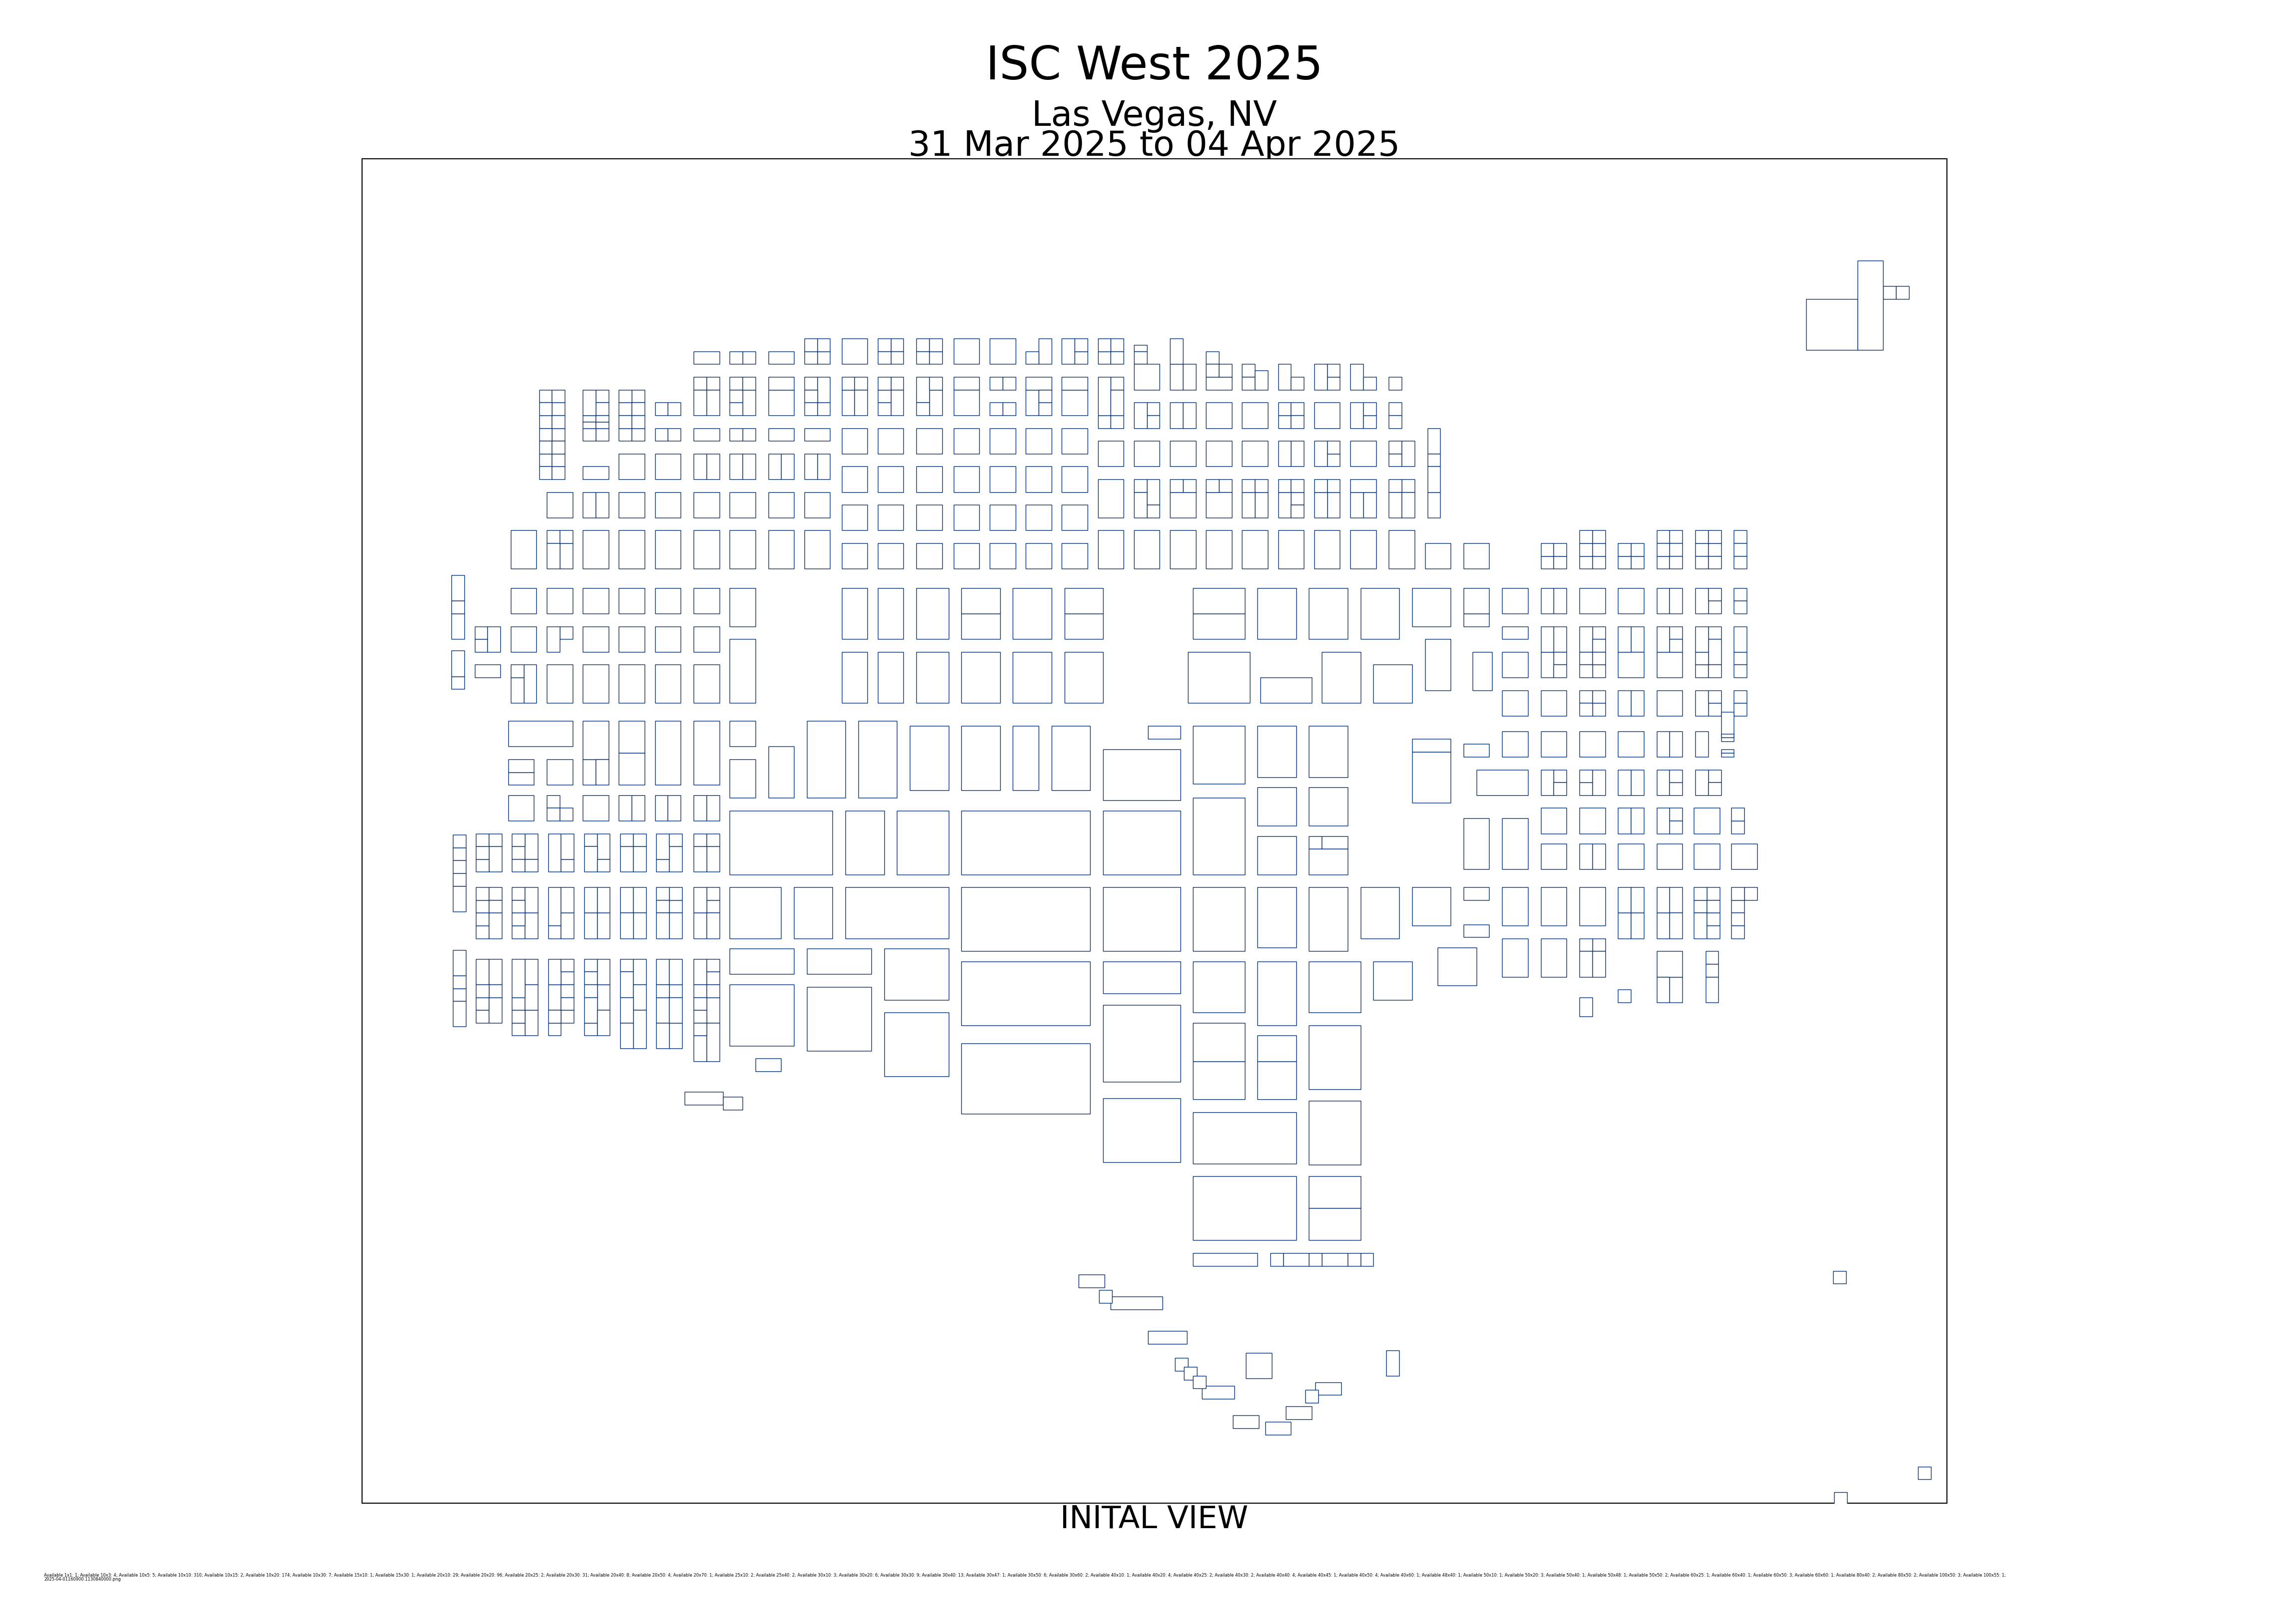 ISC West 2025
Las Vegas, NV
31 Mar 2025 to 04 Apr 2025
INITAL VIEW
Available 1x1: 1; Available 10x3: 4; Available 10x5: 5; Available 10x10: 310; Available 10x15: 2; Available 10x20: 174; Available 10x30: 7; Available 15x10: 1; Available 15x30: 1; Available 20x10: 29; Available 20x20: 96; Available 20x25: 2; Available 20x30: 31; Available 20x40: 8; Available 20x50: 4; Available 20x70: 1; Available 25x10: 2; Available 25x40: 2; Available 30x10: 3; Available 30x20: 6; Available 30x30: 9; Available 30x40: 13; Available 30x47: 1; Available 30x50: 6; Available 30x60: 2; Available 40x10: 1; Available 40x20: 4; Available 40x25: 2; Available 40x30: 2; Available 40x40: 4; Available 40x45: 1; Available 40x50: 4; Available 40x60: 1; Available 48x40: 1; Available 50x10: 1; Available 50x20: 3; Available 50x40: 1; Available 50x48: 1; Available 50x50: 2; Available 60x25: 1; Available 60x40: 1; Available 60x50: 3; Available 60x60: 1; Available 80x40: 2; Available 80x50: 2; Available 100x50: 3; Available 100x55: 1;